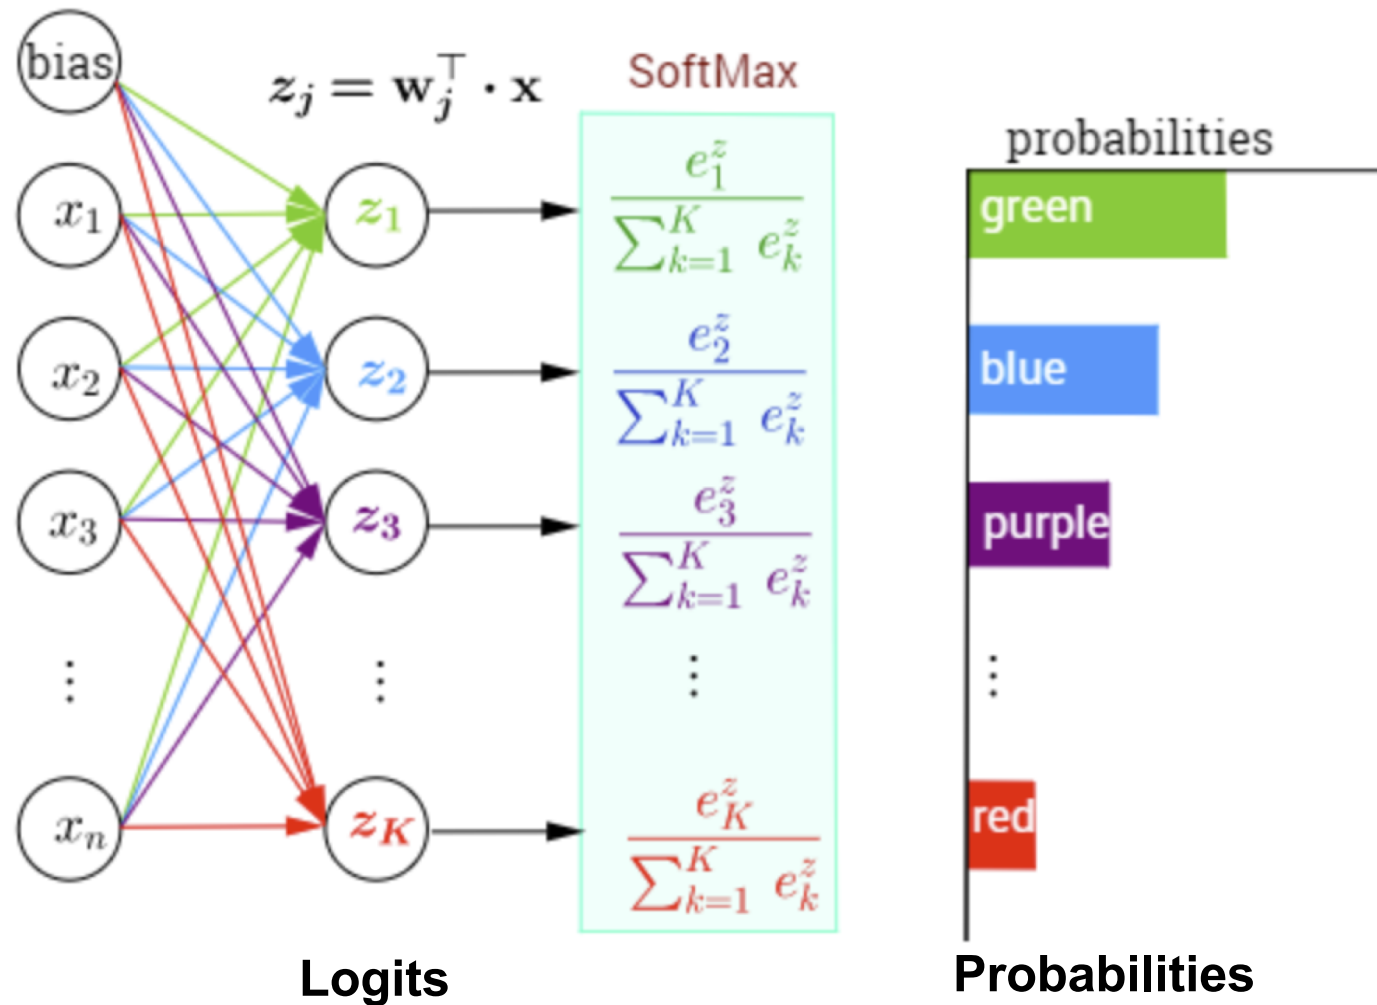 bias
z_j = w_j^⊤ · x
SoftMax
probabilities
x_1
z_1
e_1^z / ∑_{k=1}^K e_k^z
green
x_2
z_2
e_2^z / ∑_{k=1}^K e_k^z
blue
x_3
z_3
e_3^z / ∑_{k=1}^K e_k^z
purple
⋮ ⋮ ⋮ ⋮
x_n
z_K
e_K^z / ∑_{k=1}^K e_k^z
red
Logits
Probabilities